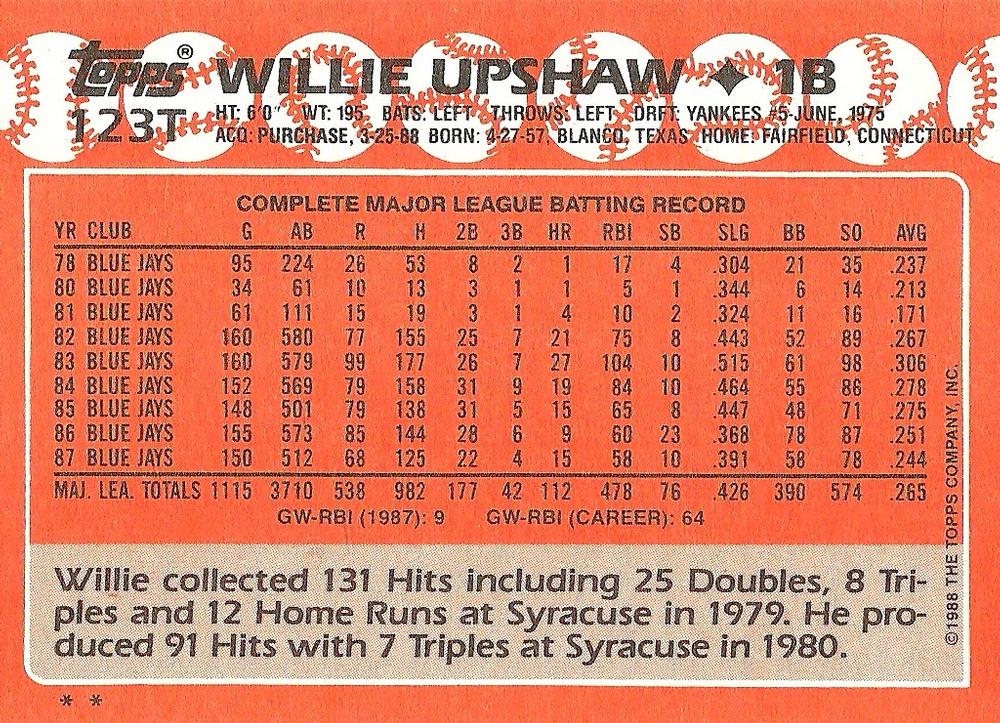 topps® WILLIE UPSHAW ◆ 1B
123T HT: 6'0" WT: 195 BATS: LEFT THROWS: LEFT DRFT: YANKEES #5-JUNE, 1975
ACQ: PURCHASE, 3-25-88 BORN: 4-27-57, BLANCO, TEXAS HOME: FAIRFIELD, CONNECTICUT
COMPLETE MAJOR LEAGUE BATTING RECORD
YR CLUB G AB R H 2B 3B HR RBI SB SLG BB SO AVG
78 BLUE JAYS 95 224 26 53 8 2 1 17 4 .304 21 35 .237
80 BLUE JAYS 34 61 10 13 3 1 1 5 1 .344 6 14 .213
81 BLUE JAYS 61 111 15 19 3 1 4 10 2 .324 11 16 .171
82 BLUE JAYS 160 580 77 155 25 7 21 75 8 .443 52 89 .267
83 BLUE JAYS 160 579 99 177 26 7 27 104 10 .515 61 98 .306
84 BLUE JAYS 152 569 79 158 31 9 19 84 10 .464 55 86 .278
85 BLUE JAYS 148 501 79 138 31 5 15 65 8 .447 48 71 .275
86 BLUE JAYS 155 573 85 144 28 6 9 60 23 .368 78 87 .251
87 BLUE JAYS 150 512 68 125 22 4 15 58 10 .391 58 78 .244
MAJ. LEA. TOTALS 1115 3710 538 982 177 42 112 478 76 .426 390 574 .265
GW-RBI (1987): 9 GW-RBI (CAREER): 64
Willie collected 131 Hits including 25 Doubles, 8 Tri-
ples and 12 Home Runs at Syracuse in 1979. He pro-
duced 91 Hits with 7 Triples at Syracuse in 1980.
©1988 THE TOPPS COMPANY, INC.
* *